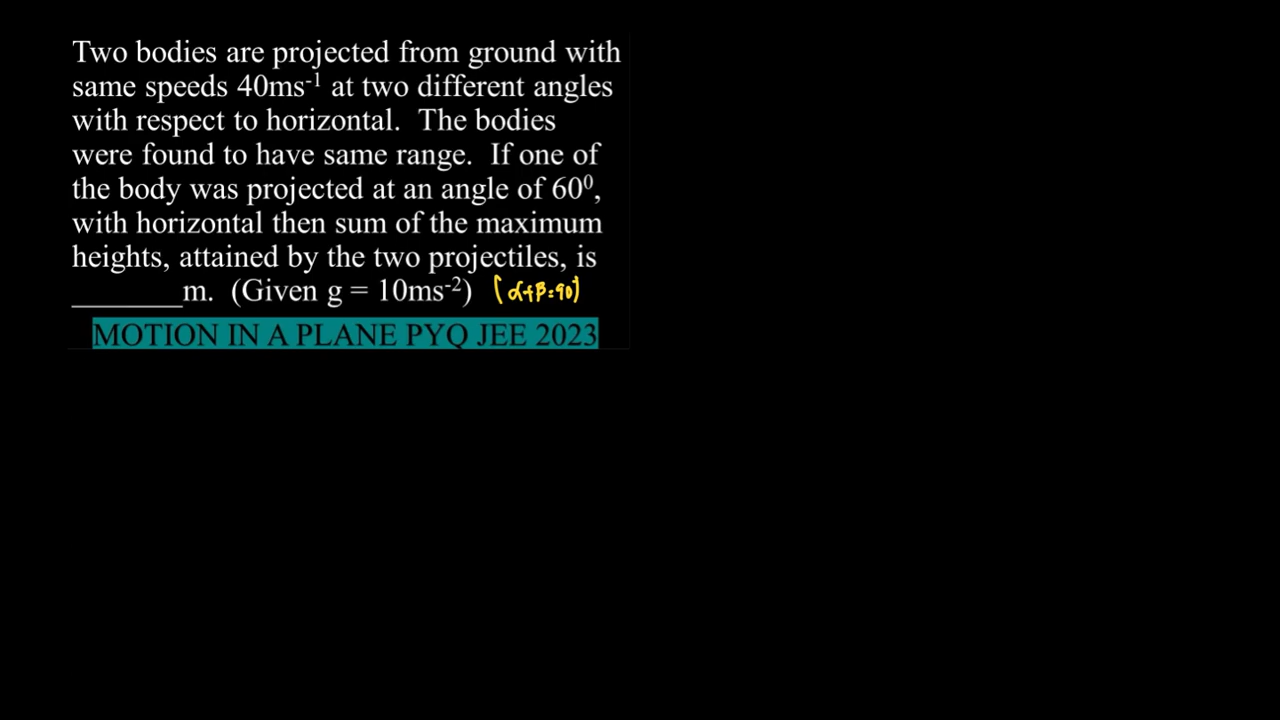 Two bodies are projected from ground with
same speeds 40ms⁻¹ at two different angles
with respect to horizontal. The bodies
were found to have same range. If one of
the body was projected at an angle of 60⁰,
with horizontal then sum of the maximum
heights, attained by the two projectiles, is
________m. (Given g = 10ms⁻²) (α+β=90)
MOTION IN A PLANE PYQ JEE 2023